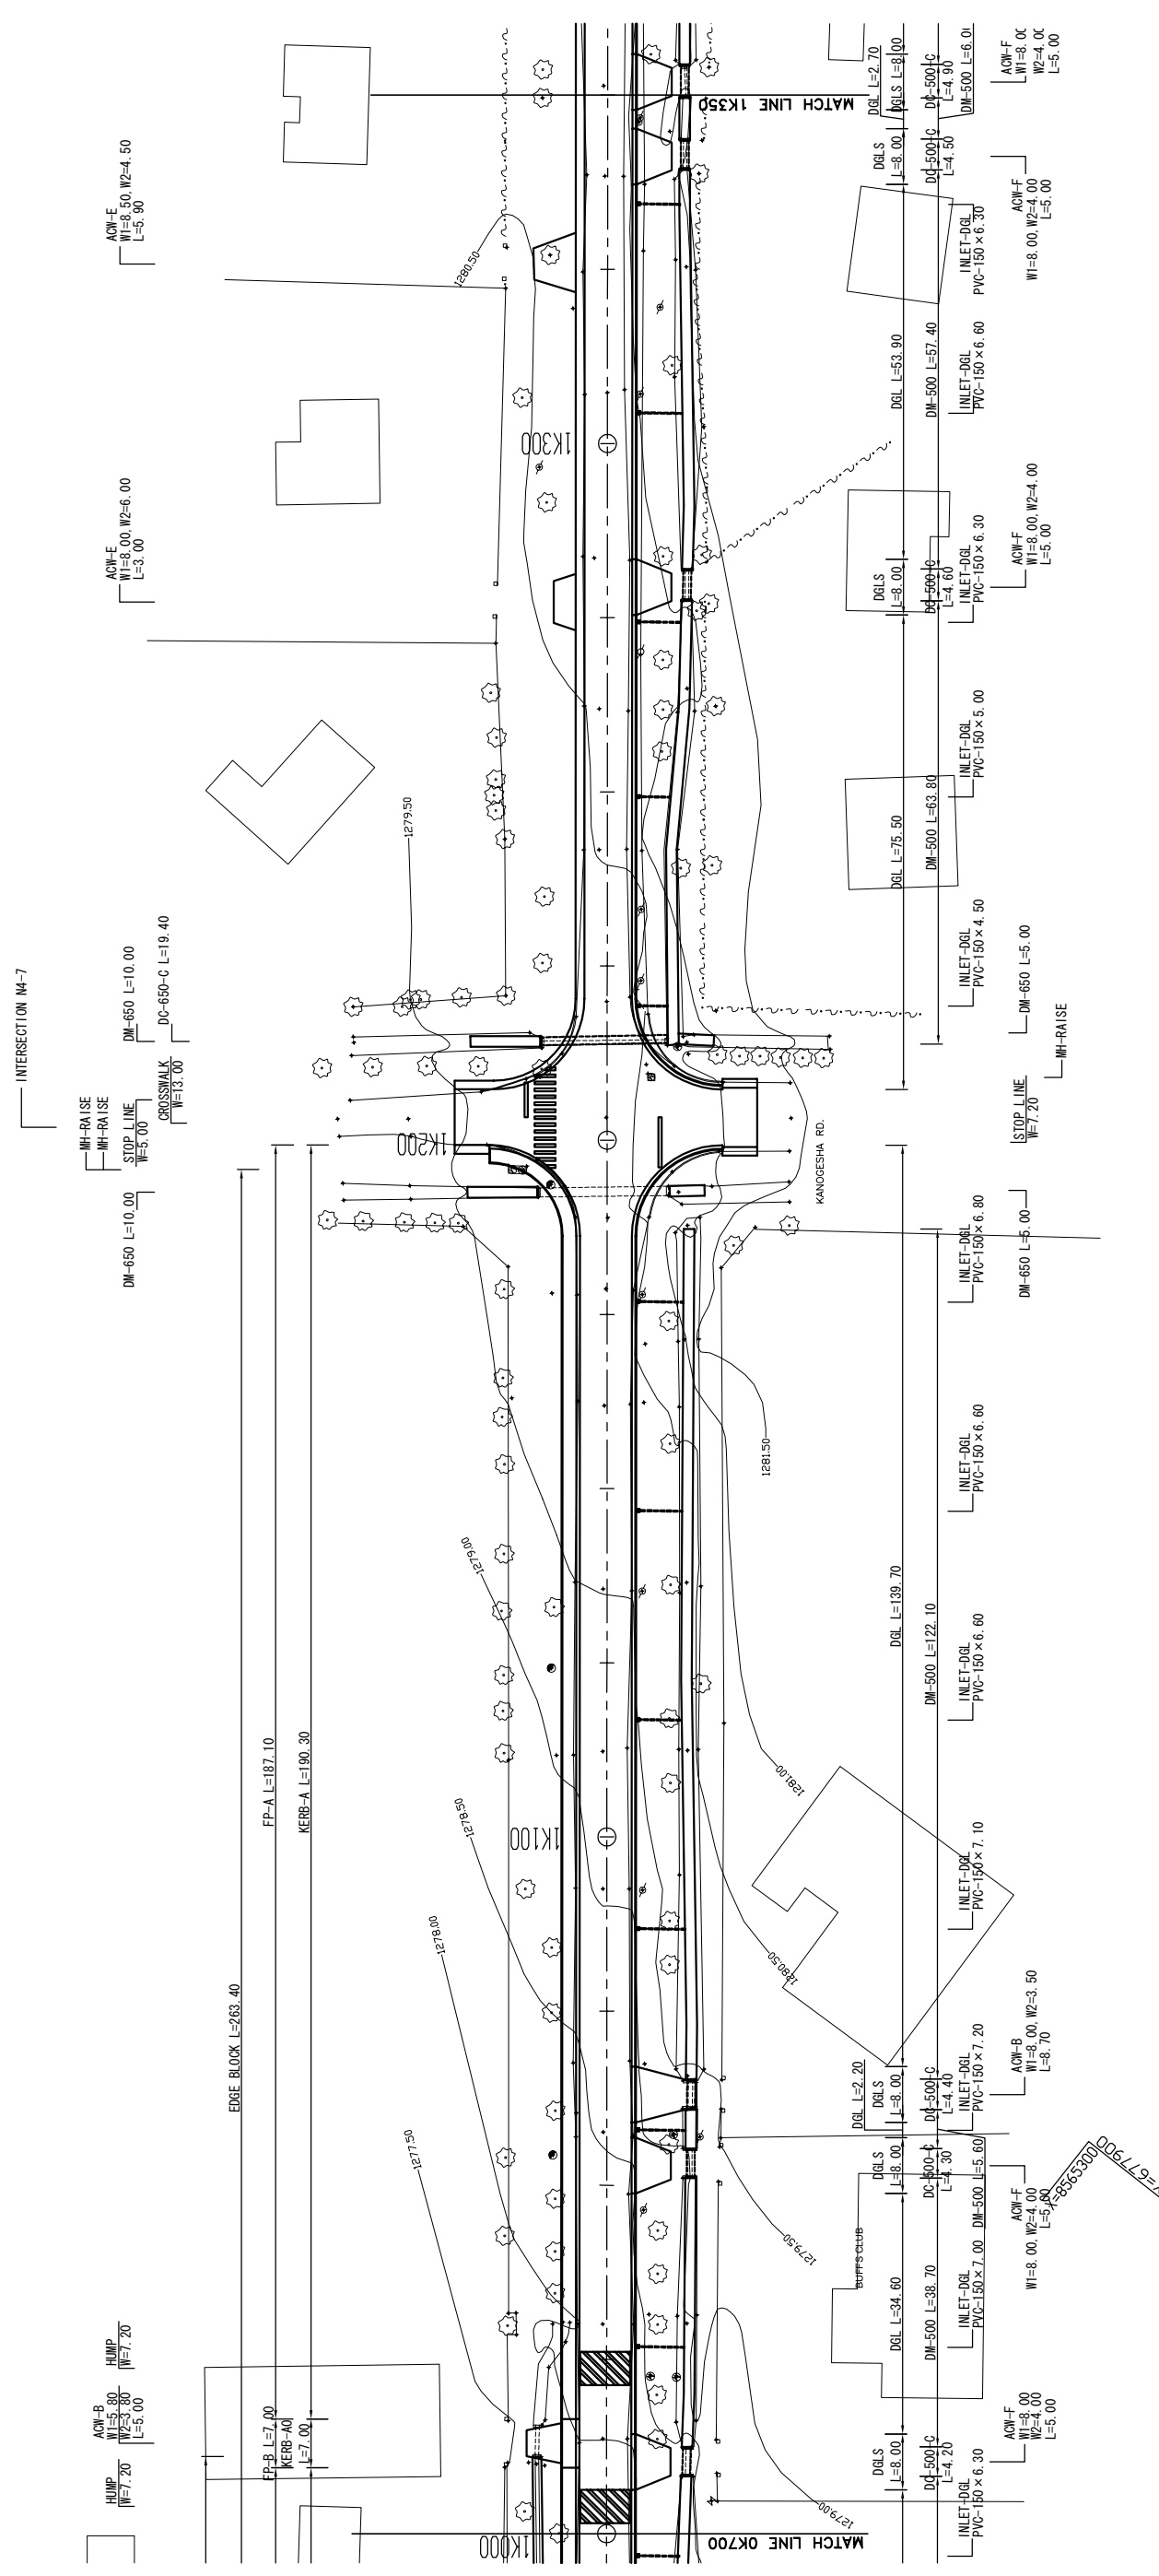 INTERSECTION N4-7
ACW-E
W1=8.50, W2=4.50
L=5.90
ACW-E
W1=8.00, W2=6.00
L=3.00
DM-650 L=10.00
DC-650-C L=19.40
MH-RAISE
MH-RAISE
STOP LINE
W=5.00
CROSSWALK
W=13.00
DM-650 L=10.00
EDGE BLOCK L=263.40
FP-A L=187.10
KERB-A L=190.30
HUMP
W=7.20
ACW-B
W1=5.80
W2=3.80
L=5.00
HUMP
W=7.20
FP-B L=7.00
KERB-AO
L=7.00
MATCH LINE 1K350
1280.50
1K300
1279.50
1K200
KANOGESHA RD.
1281.50
1279.00
1278.50
1K100
1281.00
1278.00
1280.50
1277.50
1279.50
BUFFS CLUB
1279.00
1K000
MATCH LINE 0K700
DGL L=2.70
DGLS L=8.00
DC-500-C
L=4.90
ACW-F
L=5.00
DGLS
L=8.00
DC-500-C
L=4.50
ACW-F
W1=8.00, W2=4.00
L=5.00
INLET-DGL
PVC-150×6.30
DGL L=53.90
DM-500 L=57.40
INLET-DGL
PVC-150×6.60
DGLS
L=8.00
DC-500-C
L=4.60
INLET-DGL
PVC-150×6.30
ACW-F
W1=8.00, W2=4.00
L=5.00
DGL L=75.50
DM-500 L=63.80
INLET-DGL
PVC-150×5.00
INLET-DGL
PVC-150×4.50
DM-650 L=5.00
MH-RAISE
STOP LINE
W=7.20
DM-650 L=5.00
INLET-DGL
PVC-150×6.80
INLET-DGL
PVC-150×6.60
DGL L=139.70
DM-500 L=122.10
INLET-DGL
PVC-150×6.60
INLET-DGL
PVC-150×7.10
DGL L=2.20
DGLS
L=8.00
DC-500-C
L=4.40
INLET-DGL
PVC-150×7.20
ACW-B
W1=8.00, W2=3.50
L=8.70
DGLS
L=8.00
DC-500-C
L=4.30
DM-500 L=5.60
ACW-F
W1=8.00, W2=4.00
L=5.00
X=8565300
=677900
DGL L=34.60
DM-500 L=38.70
INLET-DGL
PVC-150×7.00
DGLS
L=8.00
DC-500-C
L=4.20
INLET-DGL
PVC-150×6.30
ACW-F
W1=8.00
W2=4.00
L=5.00